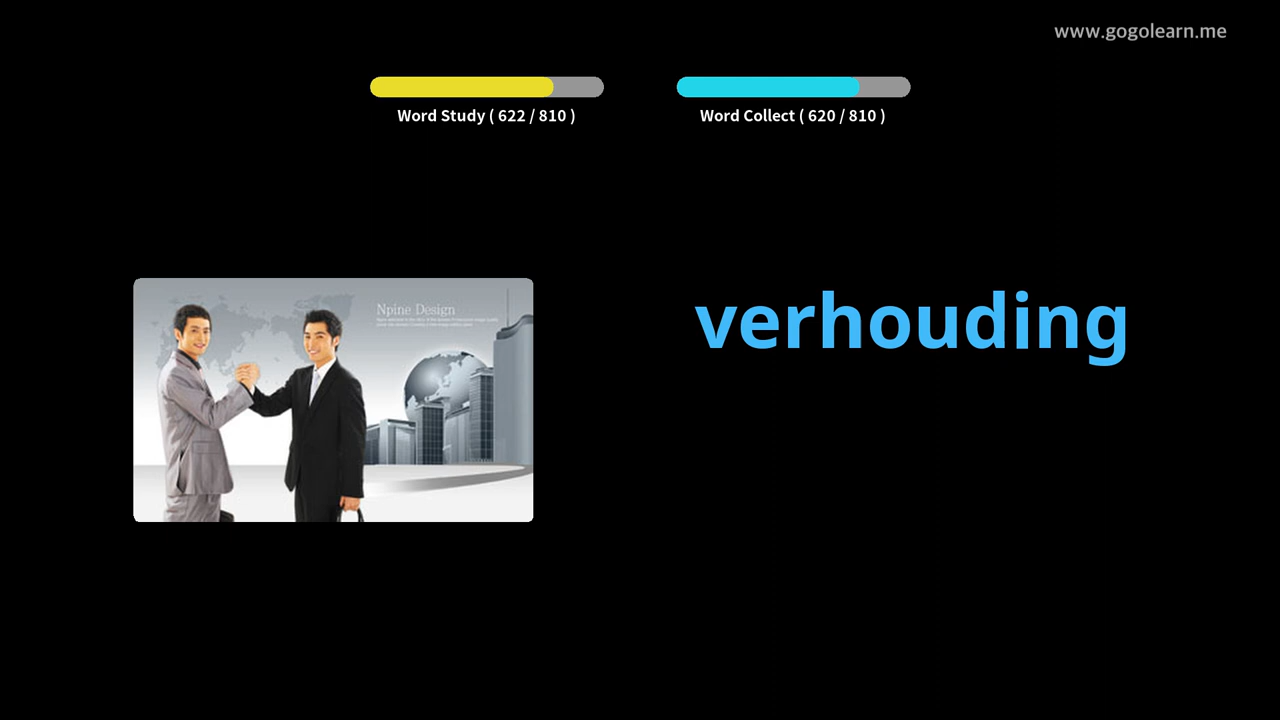 www.gogolearn.me
Word Study ( 622 / 810 )
Word Collect ( 620 / 810 )
Npine Design
verhouding